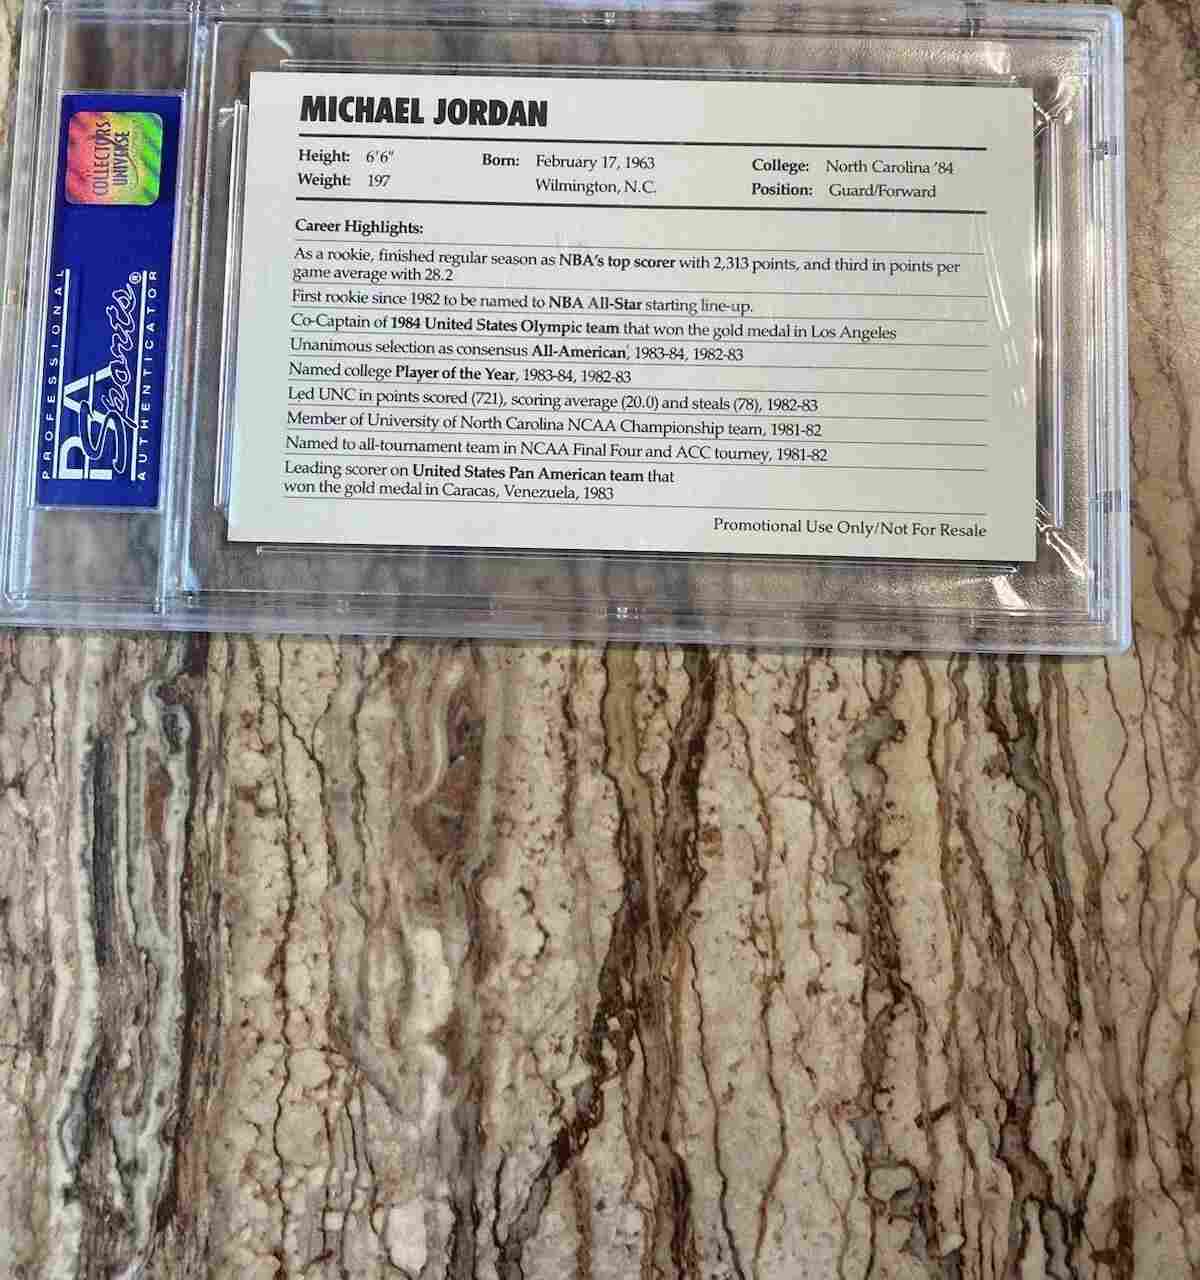 MICHAEL JORDAN
Height: 6'6" Born: February 17, 1963 College: North Carolina '84
Weight: 197 Wilmington, N.C. Position: Guard/Forward
Career Highlights:
As a rookie, finished regular season as NBA's top scorer with 2,313 points, and third in points per
game average with 28.2
First rookie since 1982 to be named to NBA All-Star starting line-up.
Co-Captain of 1984 United States Olympic team that won the gold medal in Los Angeles
Unanimous selection as consensus All-American, 1983-84, 1982-83
Named college Player of the Year, 1983-84, 1982-83
Led UNC in points scored (721), scoring average (20.0) and steals (78), 1982-83
Member of University of North Carolina NCAA Championship team, 1981-82
Named to all-tournament team in NCAA Final Four and ACC tourney, 1981-82
Leading scorer on United States Pan American team that
won the gold medal in Caracas, Venezuela, 1983
Promotional Use Only/Not For Resale
COLLECTORS
UNIVERSE
PROFESSIONAL
PSA
Sports®
AUTHENTICATOR